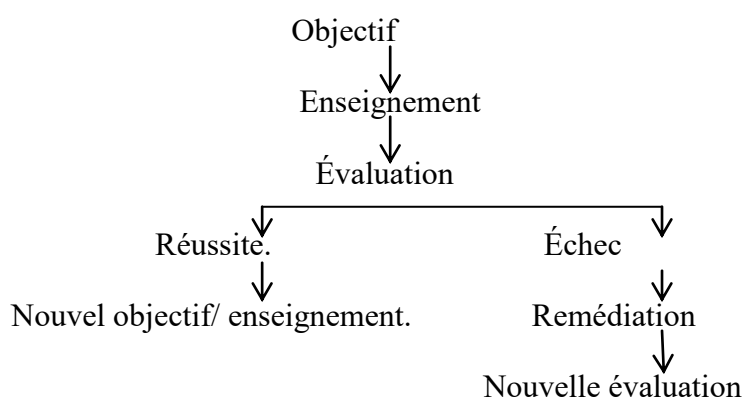 Objectif
Enseignement
Évaluation
Réussite. Échec
Nouvel objectif/ enseignement. Remédiation
Nouvelle évaluation